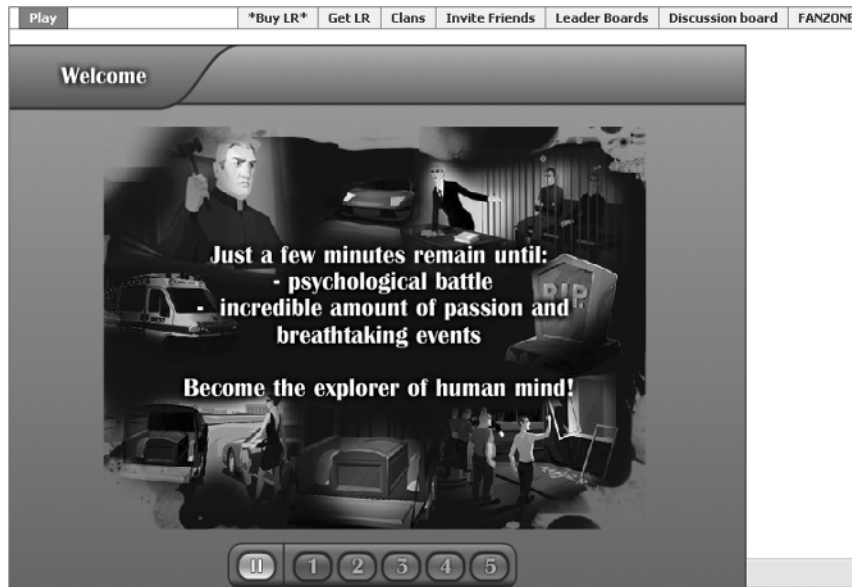 Play *Buy LR* Get LR Clans Invite Friends Leader Boards Discussion board FANZONE
Welcome
Just a few minutes remain until:
- psychological battle
- incredible amount of passion and
breathtaking events
R.I.P.
Become the explorer of human mind!
1 2 3 4 5